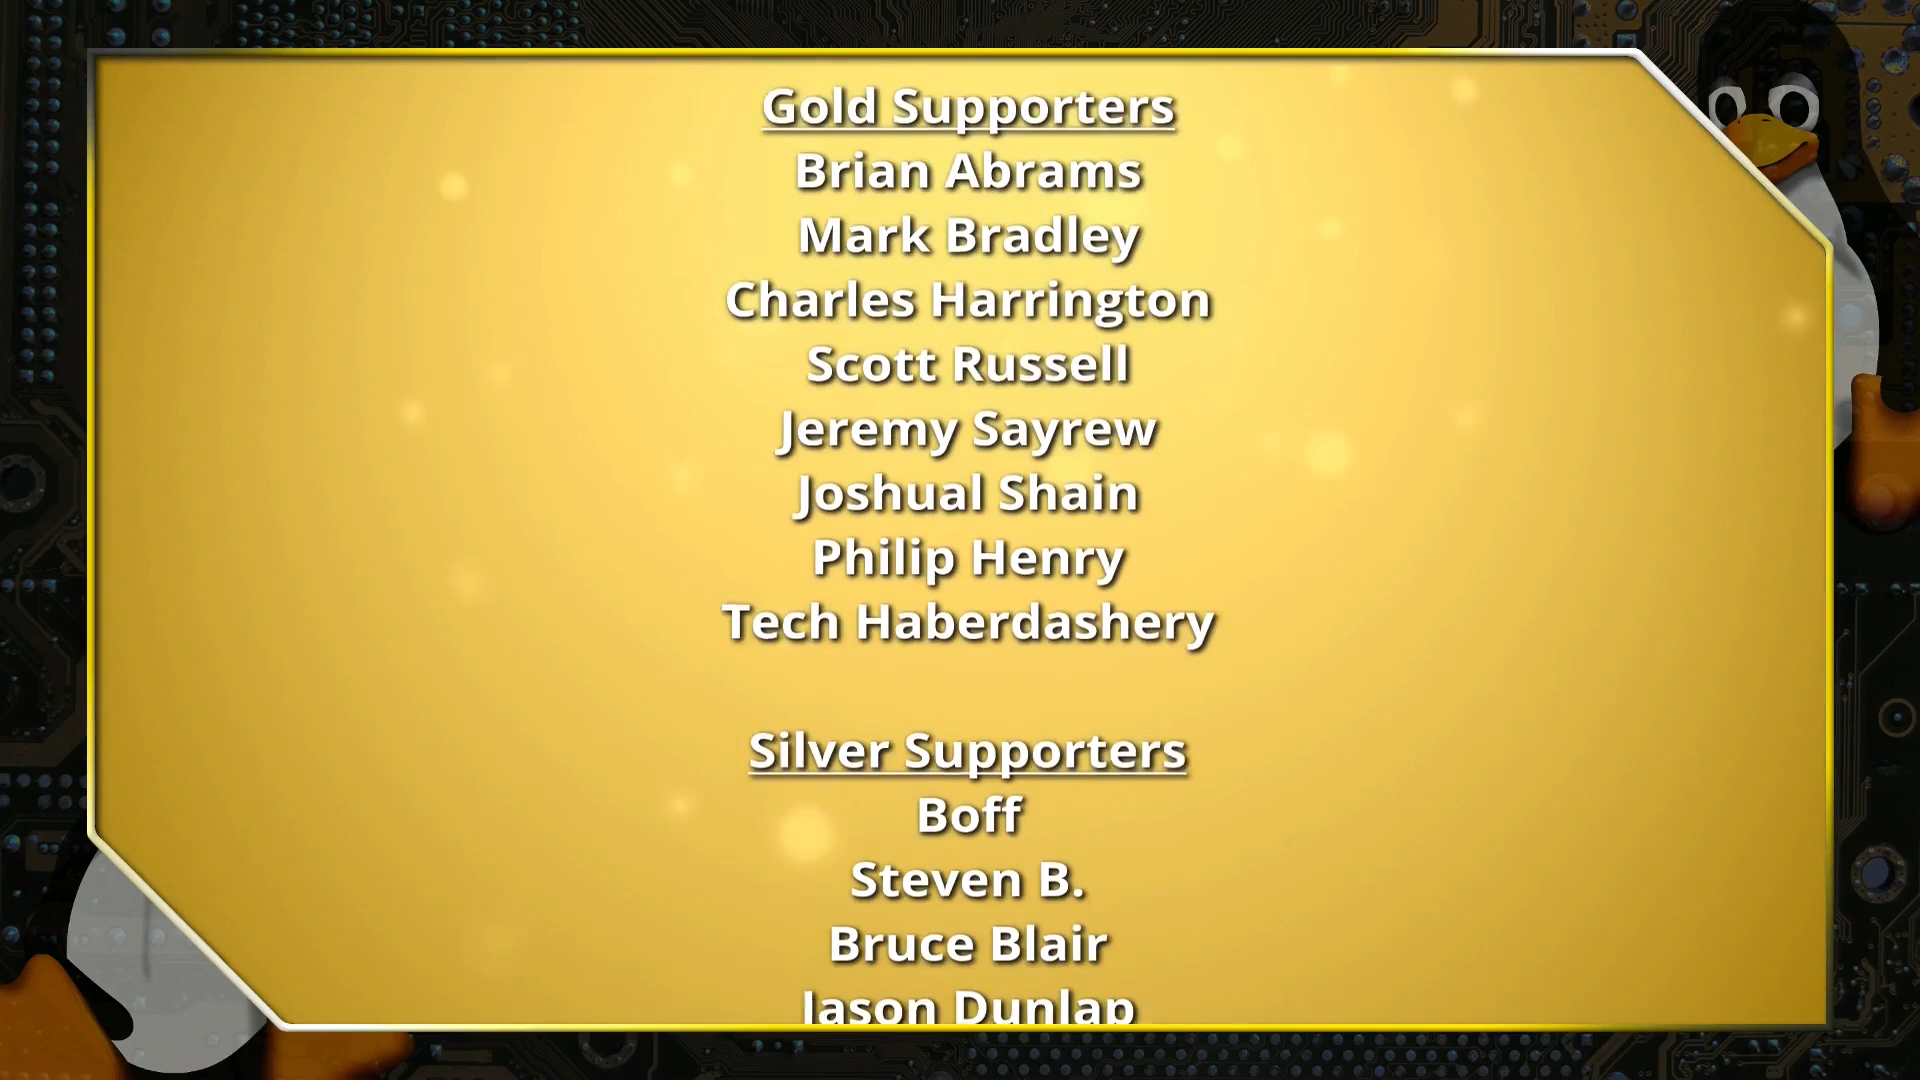 Gold Supporters
Brian Abrams
Mark Bradley
Charles Harrington
Scott Russell
Jeremy Sayrew
Joshual Shain
Philip Henry
Tech Haberdashery
Silver Supporters
Boff
Steven B.
Bruce Blair
Jason Dunlap